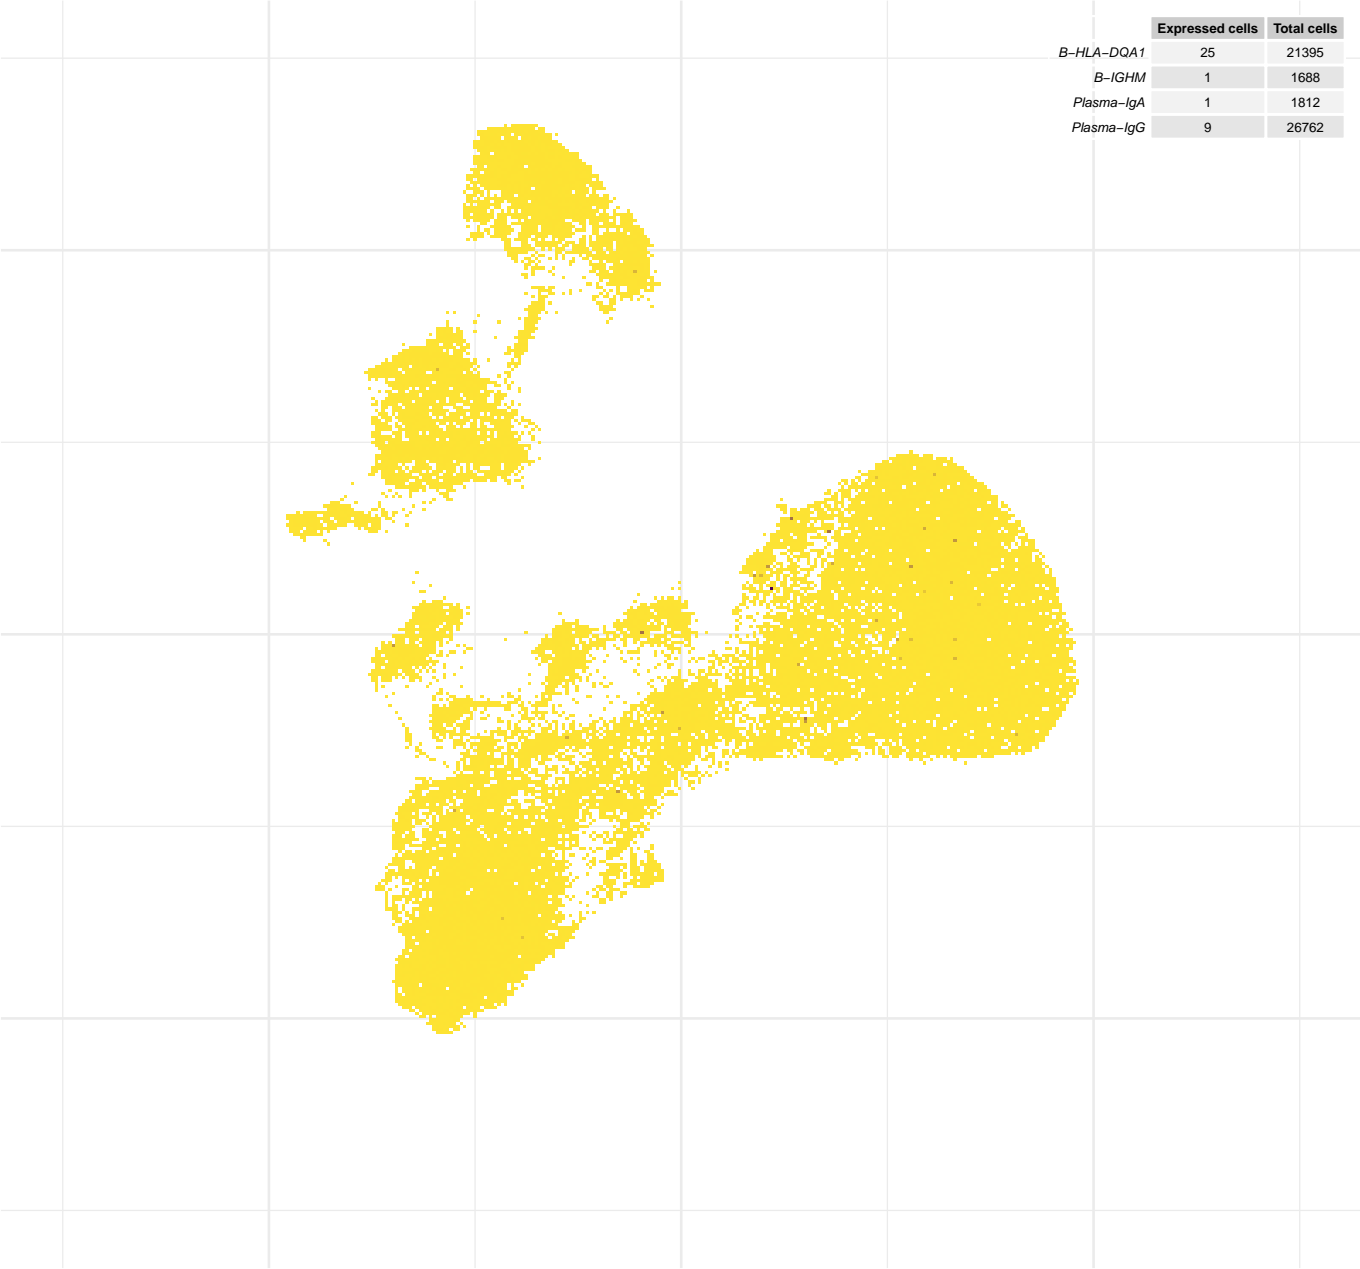 Expressed cells Total cells
B−HLA−DQA1 25 21395
B−IGHM 1 1688
Plasma−IgA 1 1812
Plasma−IgG 9 26762